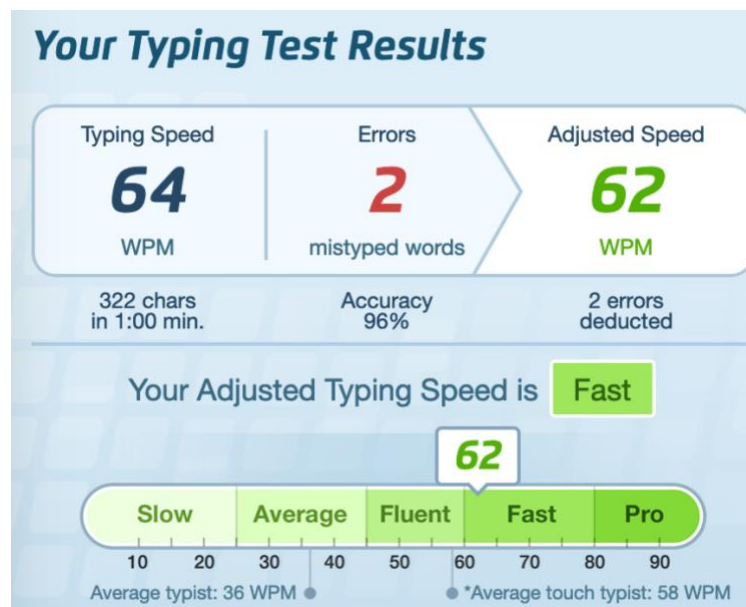 Your Typing Test Results
Typing Speed Errors Adjusted Speed
64 2 62
WPM mistyped words WPM
322 chars Accuracy 2 errors
in 1:00 min. 96% deducted
Your Adjusted Typing Speed is Fast
62
Slow Average Fluent Fast Pro
10 20 30 40 50 60 70 80 90
Average typist: 36 WPM *Average touch typist: 58 WPM